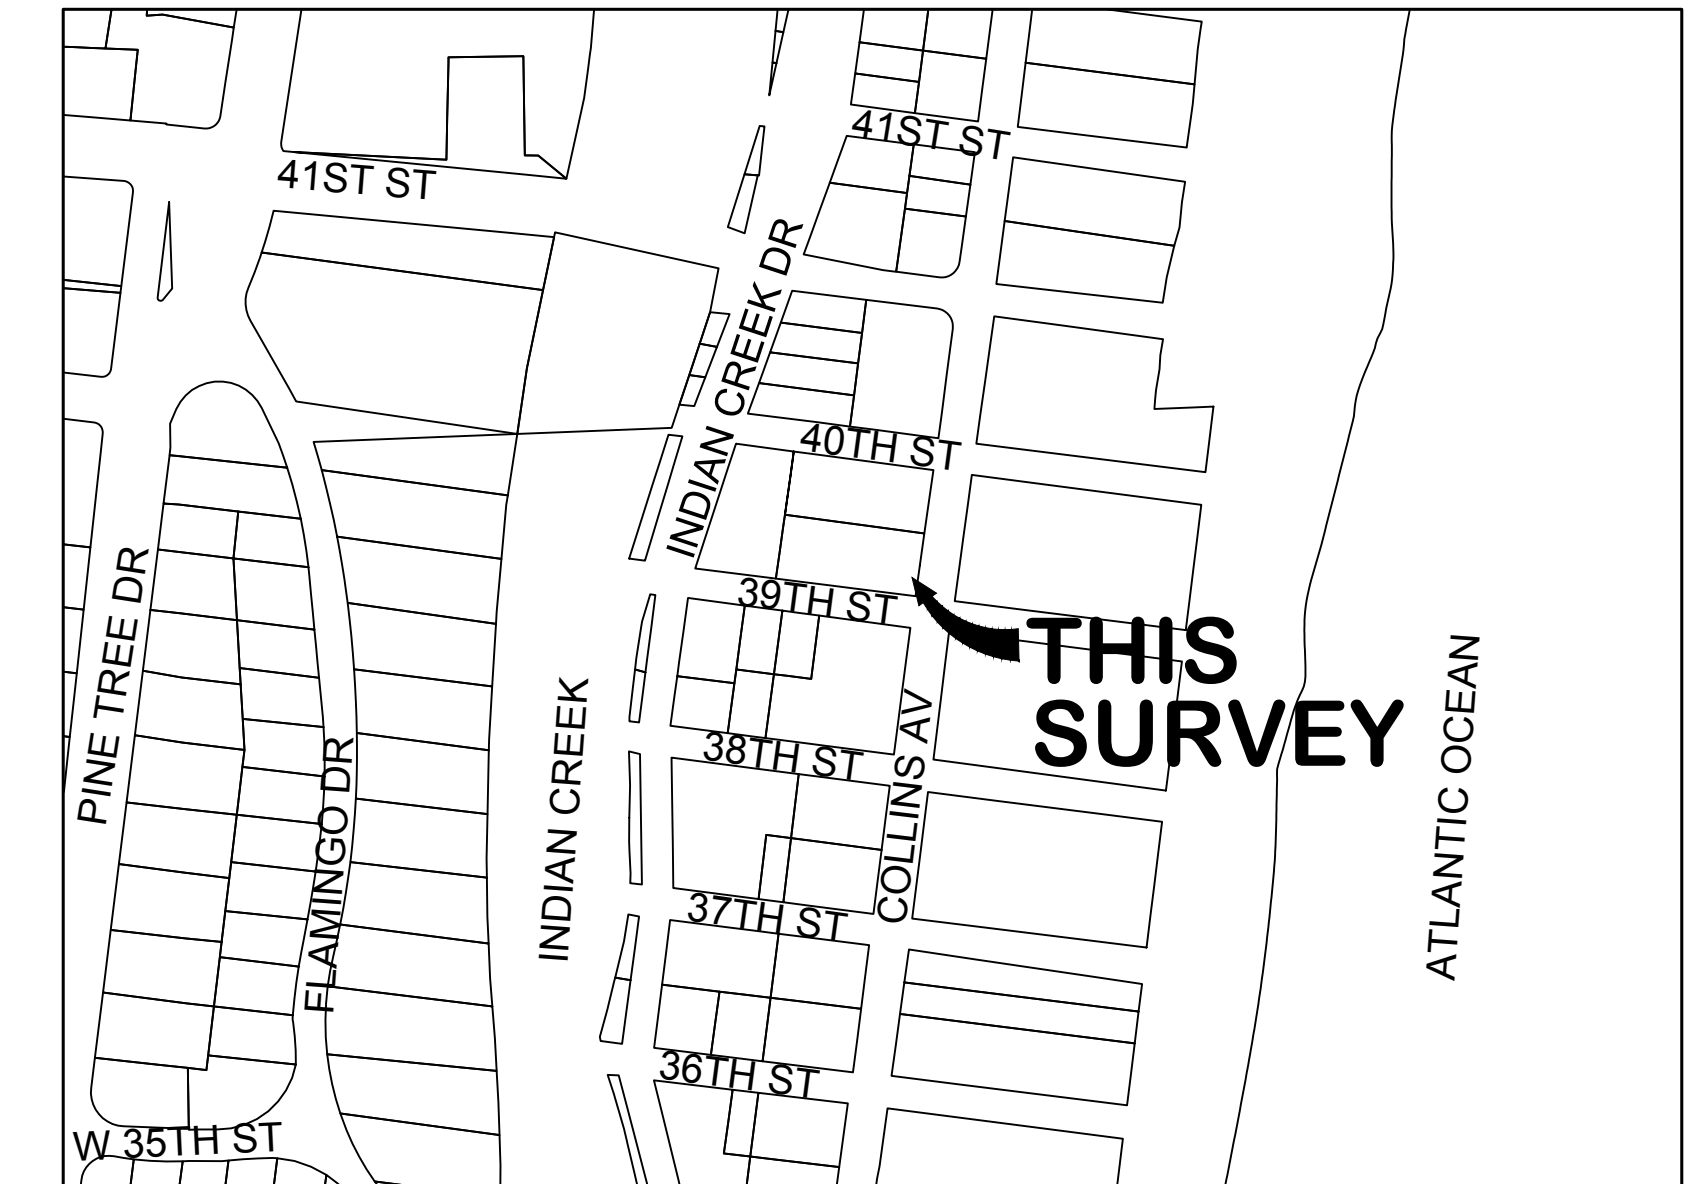 41ST ST
41ST ST
INDIAN CREEK DR
40TH ST
39TH ST
PINE TREE DR
THIS
SURVEY
38TH ST
FLAMINGO DR
INDIAN CREEK
COLLINS AV
ATLANTIC OCEAN
37TH ST
36TH ST
W 35TH ST